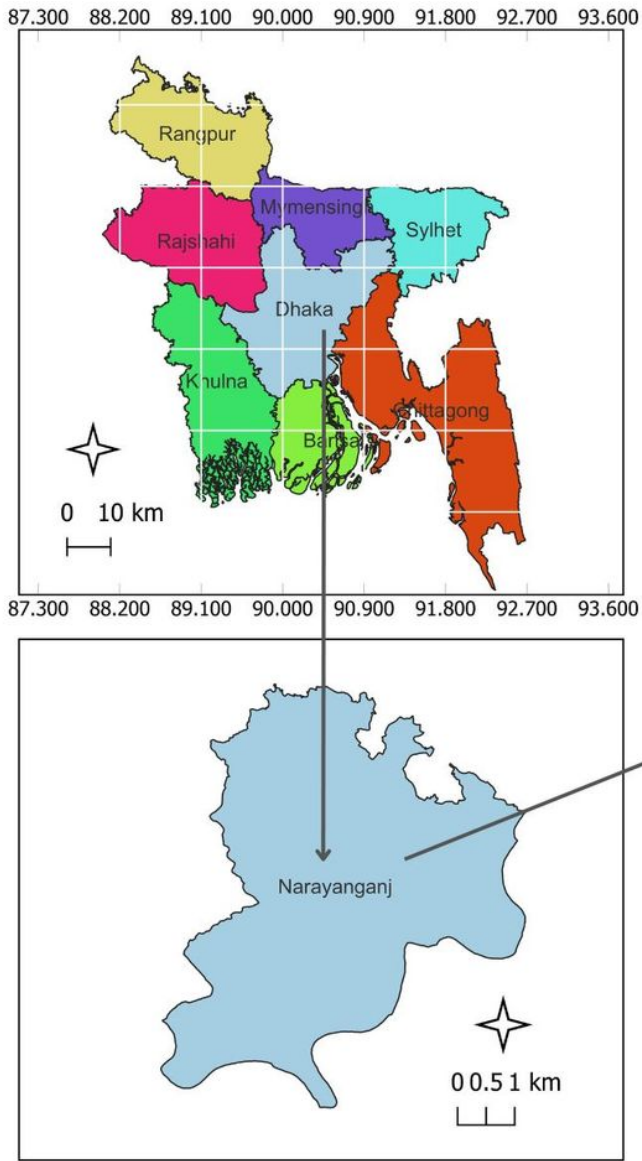 87.300 88.200 89.100 90.000 90.900 91.800 92.700 93.600
Rangpur
Mymensing
Sylhet
Rajshahi
Dhaka
Khulna
Chittagong
Barisal
0 10 km
87.300 88.200 89.100 90.000 90.900 91.800 92.700 93.600
Narayanganj
0 0.5 1 km